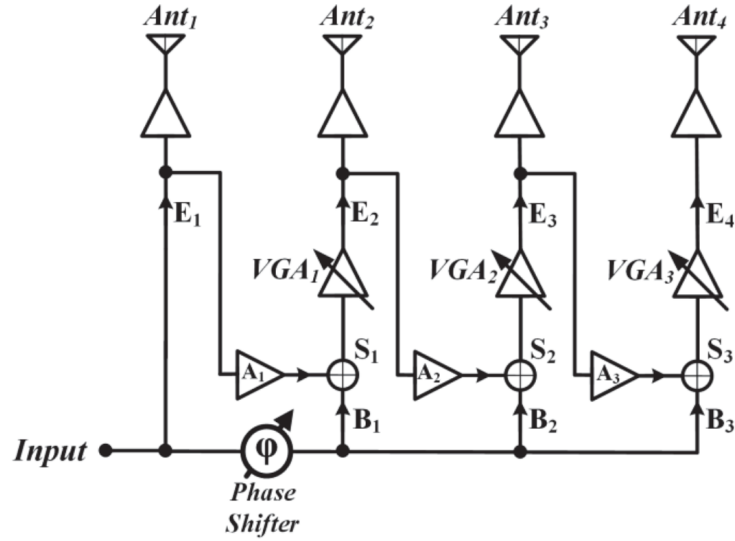 Ant1 Ant2 Ant3 Ant4
E1 E2 E3 E4
VGA1 VGA2 VGA3
S1 S2 S3
A1 A2 A3
B1 B2 B3
Input φ
Phase
Shifter